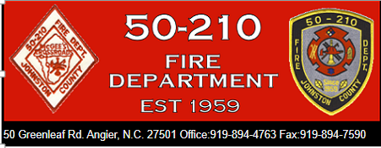 50-210
FIRE DEPT.
JOHNSTON
COUNTY
50-210
FIRE
DEPARTMENT
EST 1959
50 - 210
FIRE
DEPT.
JOHNSTON COUNTY
50 Greenleaf Rd. Angier, N.C. 27501 Office:919-894-4763 Fax:919-894-7590